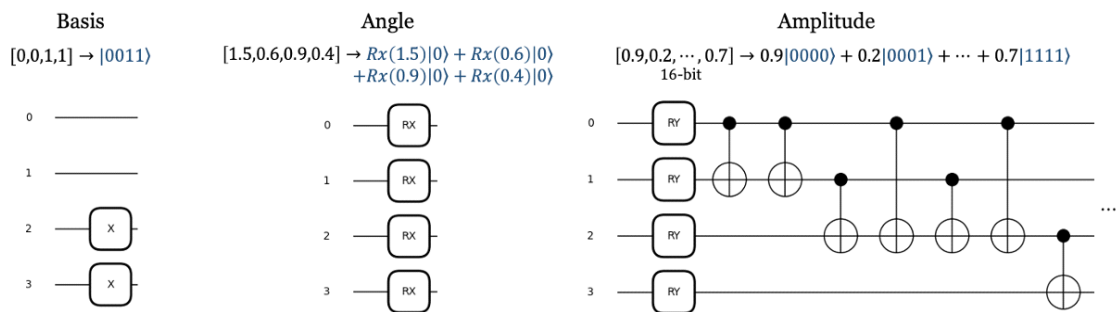 Basis
[0,0,1,1] → |0011⟩
0
1
2 X
3 X
Angle
[1.5,0.6,0.9,0.4] → Rx(1.5)|0⟩ + Rx(0.6)|0⟩
+Rx(0.9)|0⟩ + Rx(0.4)|0⟩
0 RX
1 RX
2 RX
3 RX
Amplitude
[0.9,0.2, ⋯, 0.7] → 0.9|0000⟩ + 0.2|0001⟩ + ⋯ + 0.7|1111⟩
16-bit
0 RY
1 RY
2 RY
3 RY
...